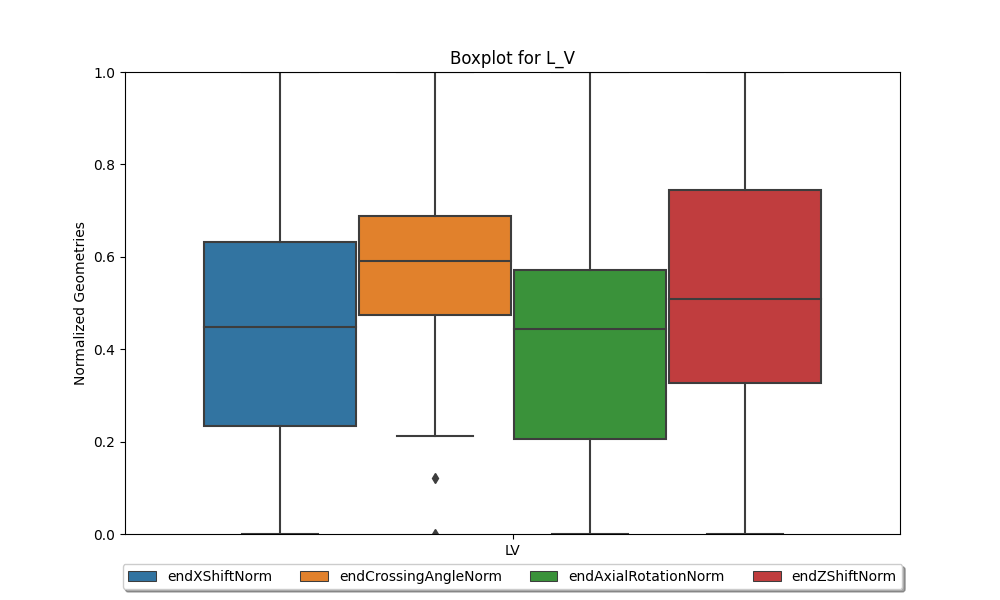 Boxplot for L_V
1.0
0.8
0.6
0.4
0.2
0.0
Normalized Geometries
LV
endXShiftNorm endCrossingAngleNorm endAxialRotationNorm endZShiftNorm